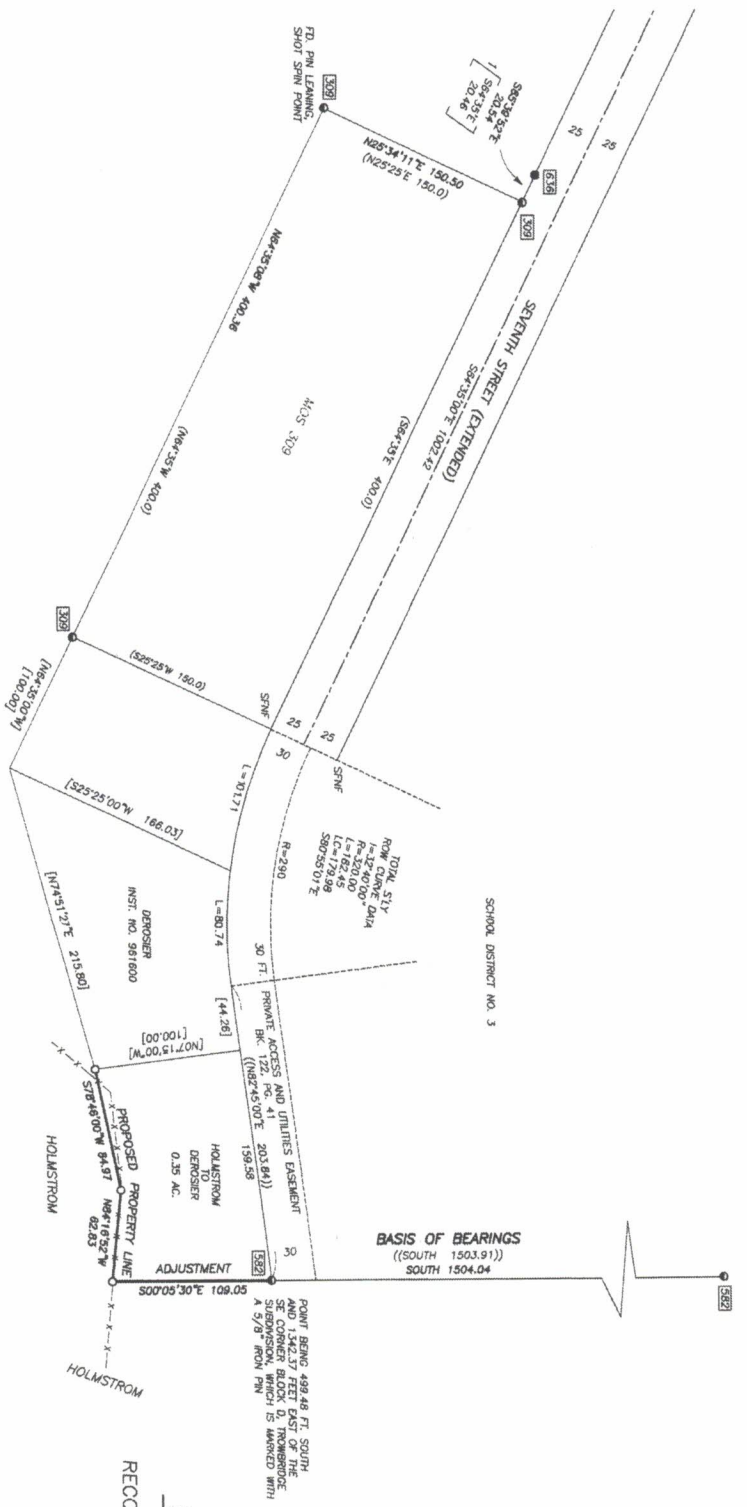 S65°39'52"E
20.54
S64°35'E
20.46
636
309
309
FD. PIN LEANING,
SHOT SPIN POINT
N25°34'11"E 150.50
(N25°25'E 150.0)
25
25
SEVENTH STREET (EXTENDED)
S64°35'00"E 1002.42
(S64°35'E 400.0)
MOS 309
N64°35'08"W 400.36
(N64°35'W 400.0)
309
(S25°25'W 150.0)
SFNF
25
25
SFNF
30
L=101.71
R=290
TOTAL S'LY
ROW CURVE DATA
I=32°40'00"
R=320.00
L=182.45
LC=179.98
S80°55'01"E
SCHOOL DISTRICT NO. 3
[N64°35'00"W]
[100.00]
[S25°25'00"W 166.03]
L=80.74
DEROSIER
INST. NO. 961600
[N74°51'27"E 215.80]
[44.26]
30 FT. PRIVATE ACCESS AND UTILITIES EASEMENT
BK. 122, PG. 41
((N82°45'00"E 203.84))
159.58
[N07°15'00"W]
[100.00]
HOLMSTROM
TO
DEROSIER
0.35 AC.
PROPOSED PROPERTY LINE
S78°46'00"W 84.97
N84°16'52"W
62.83
HOLMSTROM
HOLMSTROM
ADJUSTMENT
S00°05'30"E 109.05
582
30
BASIS OF BEARINGS
((SOUTH 1503.91))
SOUTH 1504.04
582
POINT BEING 499.48 FT. SOUTH
AND 1342.37 FEET EAST OF THE
SE CORNER BLOCK D, TROWBRIDGE
SUBDIVISION, WHICH IS MARKED WITH
A 5/8" IRON PIN